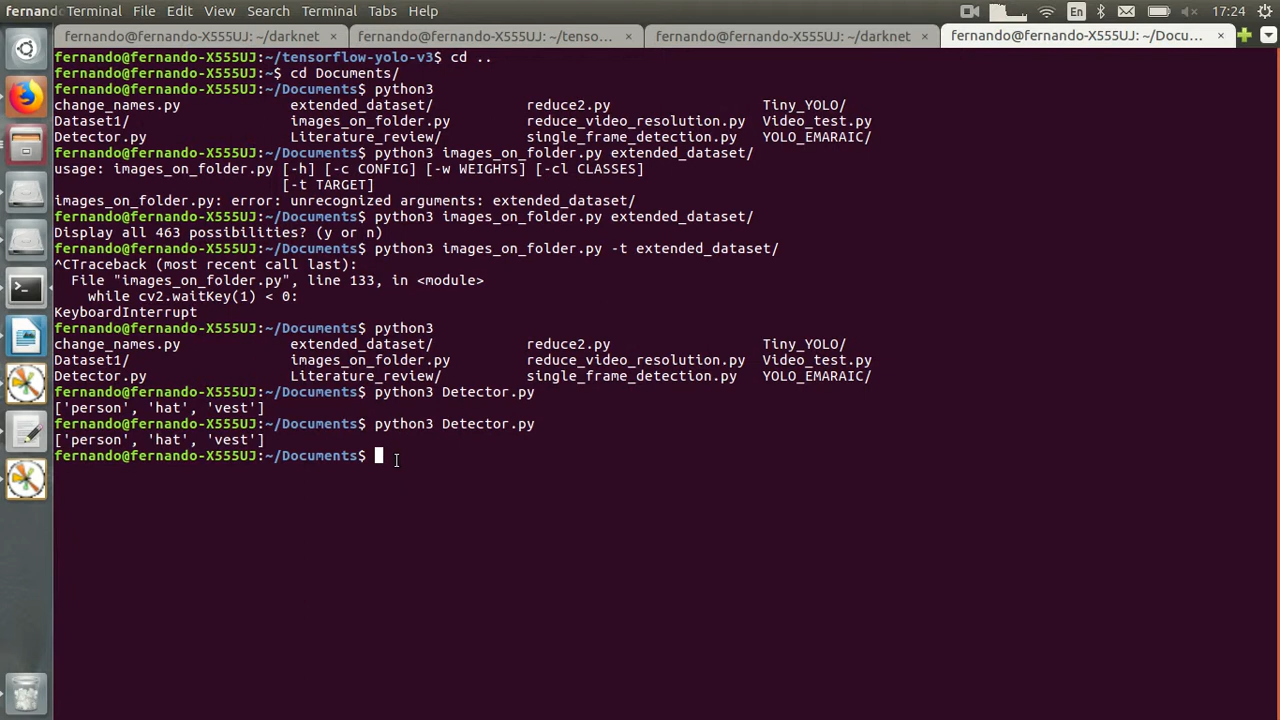 fernando Terminal File Edit View Search Terminal Tabs Help En 17:24
fernando@fernando-X555UJ: ~/darknet × fernando@fernando-X555UJ: ~/tenso... × fernando@fernando-X555UJ: ~/darknet × fernando@fernando-X555UJ: ~/Docu... ×
fernando@fernando-X555UJ:~/tensorflow-yolo-v3$ cd ..
fernando@fernando-X555UJ:~$ cd Documents/
fernando@fernando-X555UJ:~/Documents$ python3
change_names.py extended_dataset/ reduce2.py Tiny_YOLO/
Dataset1/ images_on_folder.py reduce_video_resolution.py Video_test.py
Detector.py Literature_review/ single_frame_detection.py YOLO_EMARAIC/
fernando@fernando-X555UJ:~/Documents$ python3 images_on_folder.py extended_dataset/
usage: images_on_folder.py [-h] [-c CONFIG] [-w WEIGHTS] [-cl CLASSES]
[-t TARGET]
images_on_folder.py: error: unrecognized arguments: extended_dataset/
fernando@fernando-X555UJ:~/Documents$ python3 images_on_folder.py extended_dataset/
Display all 463 possibilities? (y or n)
fernando@fernando-X555UJ:~/Documents$ python3 images_on_folder.py -t extended_dataset/
^CTraceback (most recent call last):
File "images_on_folder.py", line 133, in <module>
while cv2.waitKey(1) < 0:
KeyboardInterrupt
fernando@fernando-X555UJ:~/Documents$ python3
change_names.py extended_dataset/ reduce2.py Tiny_YOLO/
Dataset1/ images_on_folder.py reduce_video_resolution.py Video_test.py
Detector.py Literature_review/ single_frame_detection.py YOLO_EMARAIC/
fernando@fernando-X555UJ:~/Documents$ python3 Detector.py
['person', 'hat', 'vest']
fernando@fernando-X555UJ:~/Documents$ python3 Detector.py
['person', 'hat', 'vest']
fernando@fernando-X555UJ:~/Documents$